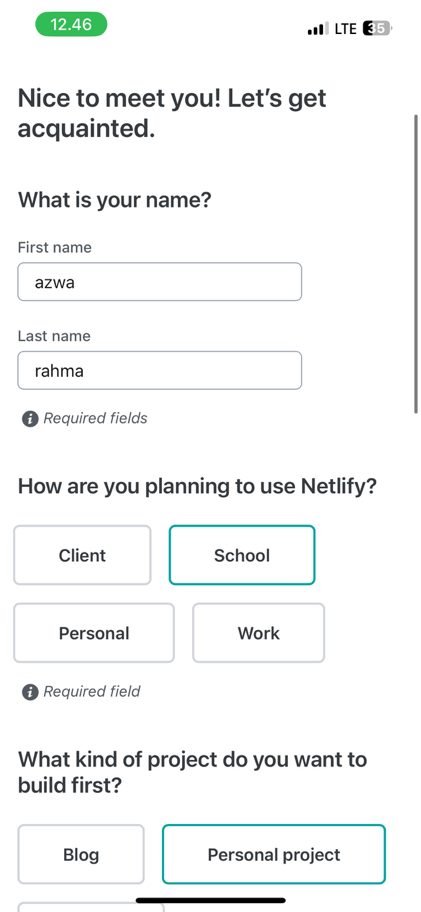 12.46
LTE
35
Nice to meet you! Let's get
acquainted.
What is your name?
First name
azwa
Last name
rahma
Required fields
How are you planning to use Netlify?
Client
School
Personal
Work
Required field
What kind of project do you want to
build first?
Blog
Personal project